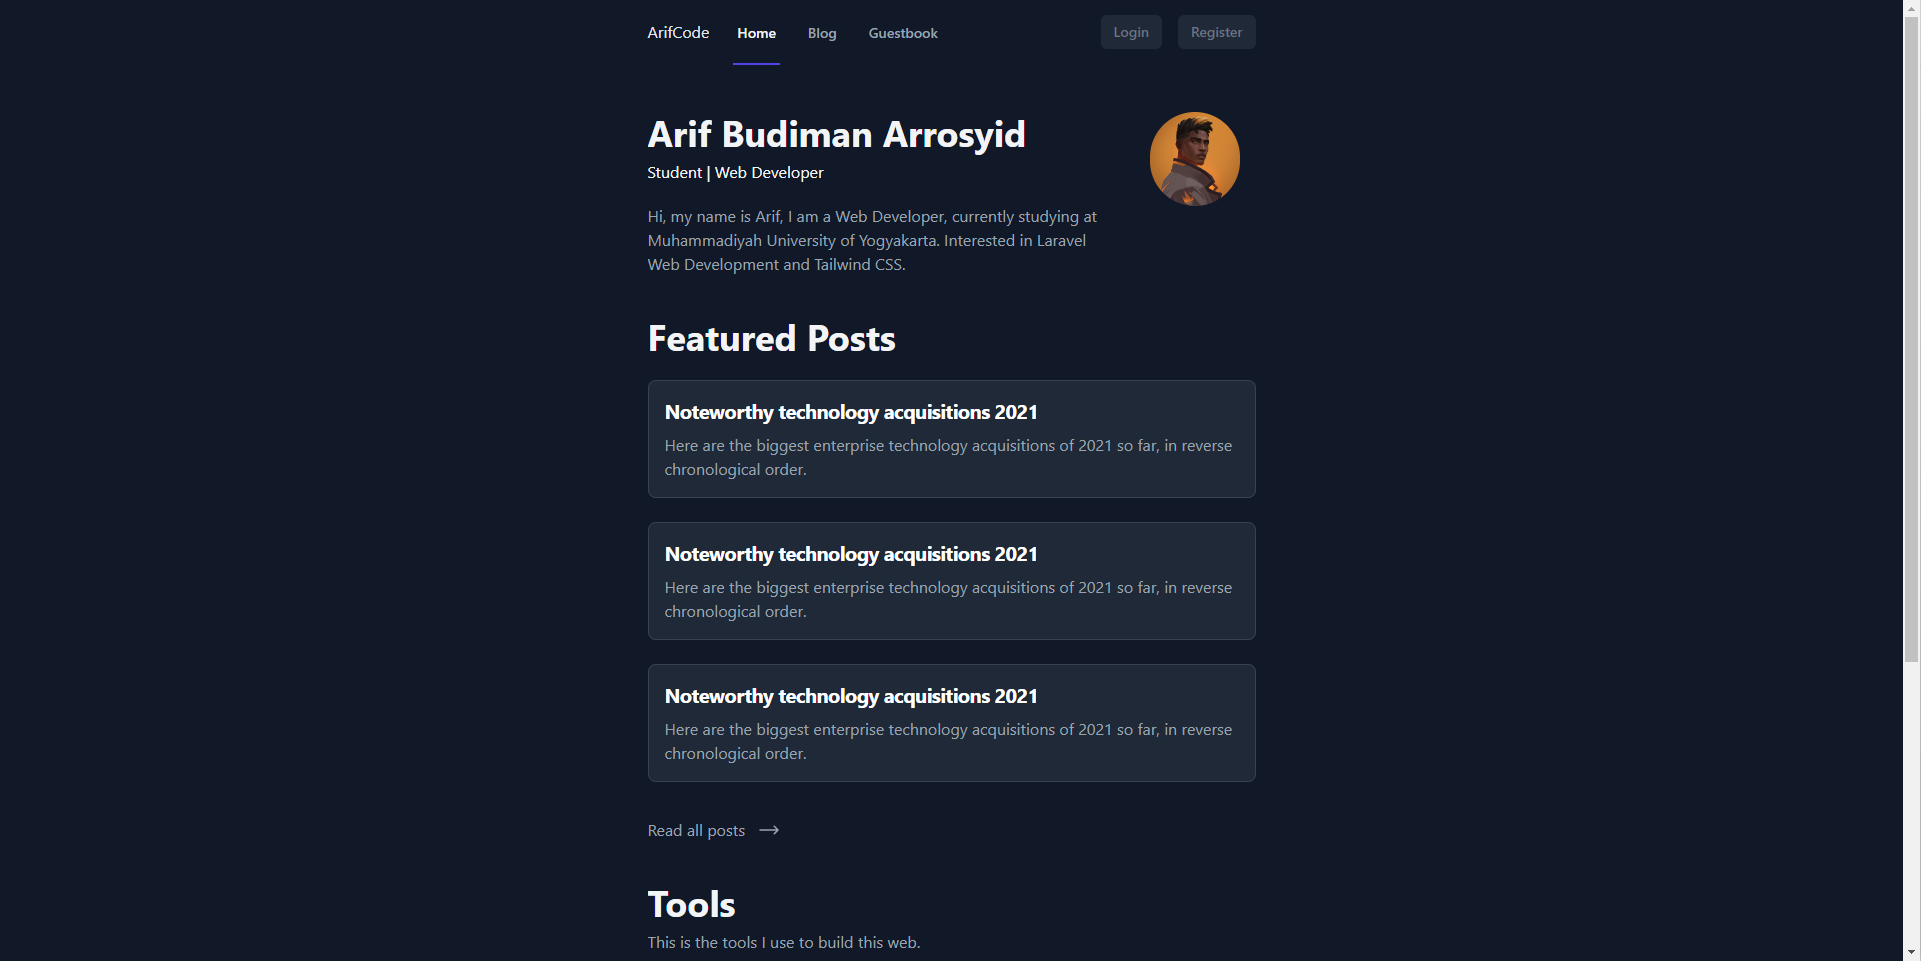 ArifCode Home Blog Guestbook Login Register
Arif Budiman Arrosyid
Student | Web Developer
Hi, my name is Arif, I am a Web Developer, currently studying at
Muhammadiyah University of Yogyakarta. Interested in Laravel
Web Development and Tailwind CSS.
Featured Posts
Noteworthy technology acquisitions 2021
Here are the biggest enterprise technology acquisitions of 2021 so far, in reverse
chronological order.
Noteworthy technology acquisitions 2021
Here are the biggest enterprise technology acquisitions of 2021 so far, in reverse
chronological order.
Noteworthy technology acquisitions 2021
Here are the biggest enterprise technology acquisitions of 2021 so far, in reverse
chronological order.
Read all posts
Tools
This is the tools I use to build this web.